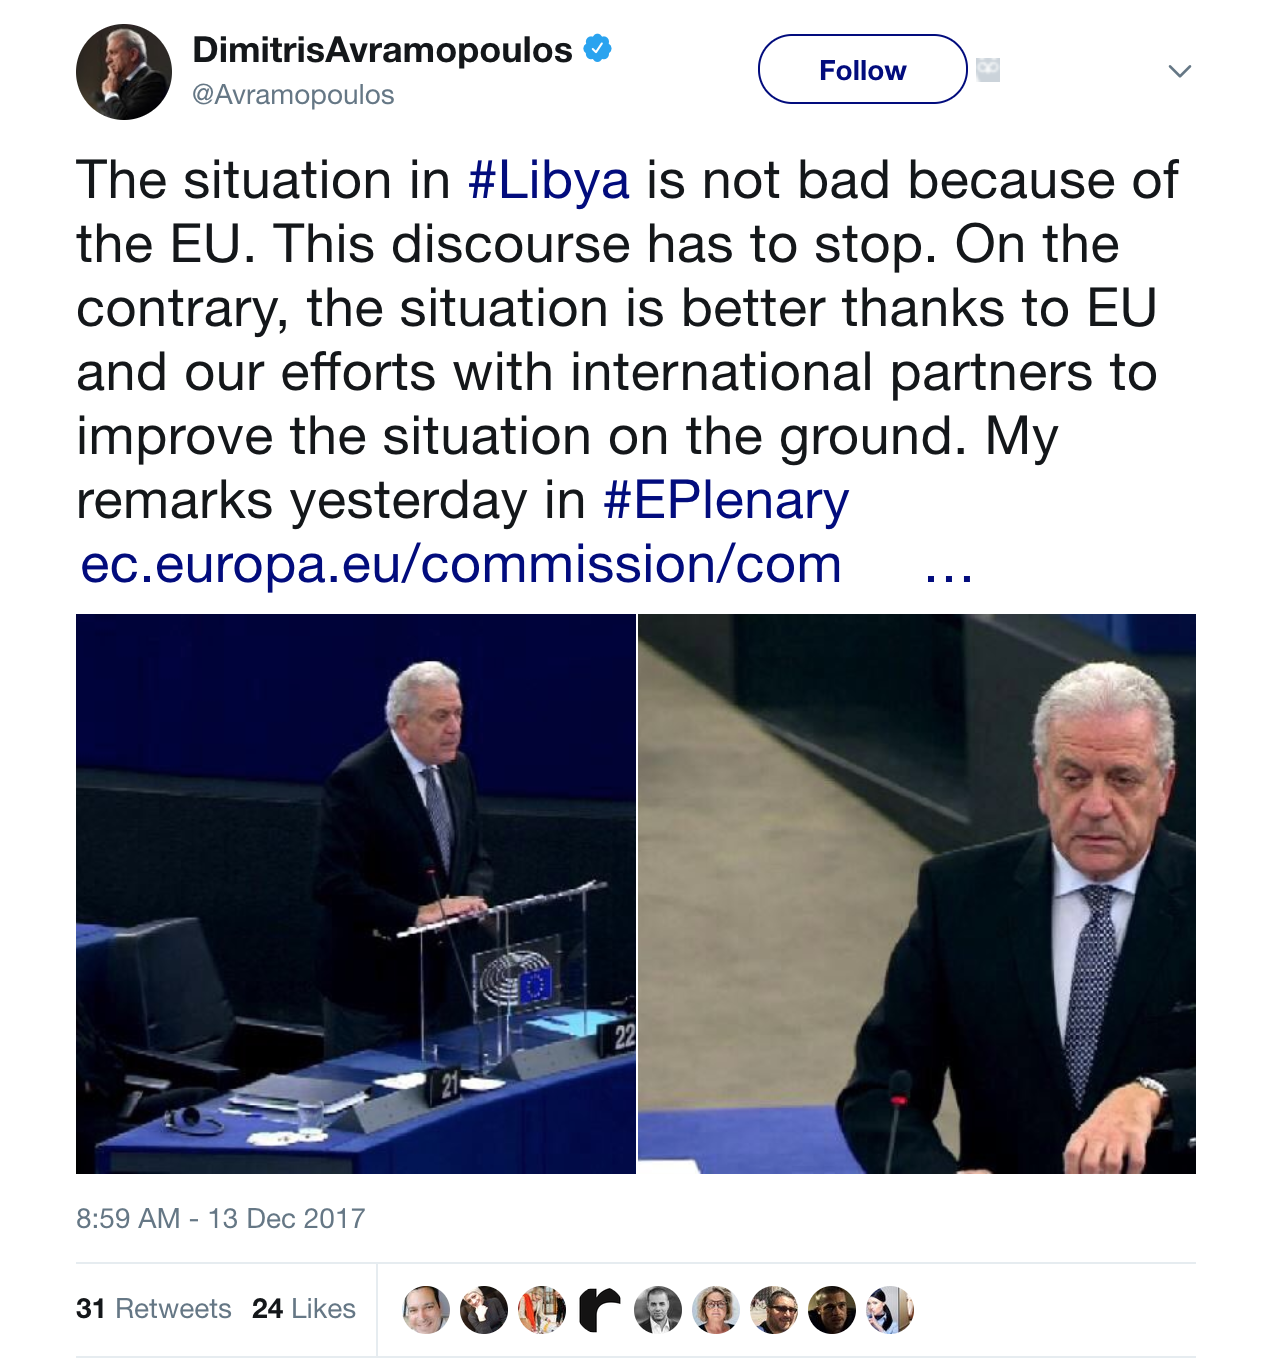 DimitrisAvramopoulos
@Avramopoulos
Follow
The situation in #Libya is not bad because of
the EU. This discourse has to stop. On the
contrary, the situation is better thanks to EU
and our efforts with international partners to
improve the situation on the ground. My
remarks yesterday in #EPlenary
ec.europa.eu/commission/com …
21
22
8:59 AM - 13 Dec 2017
31 Retweets 24 Likes